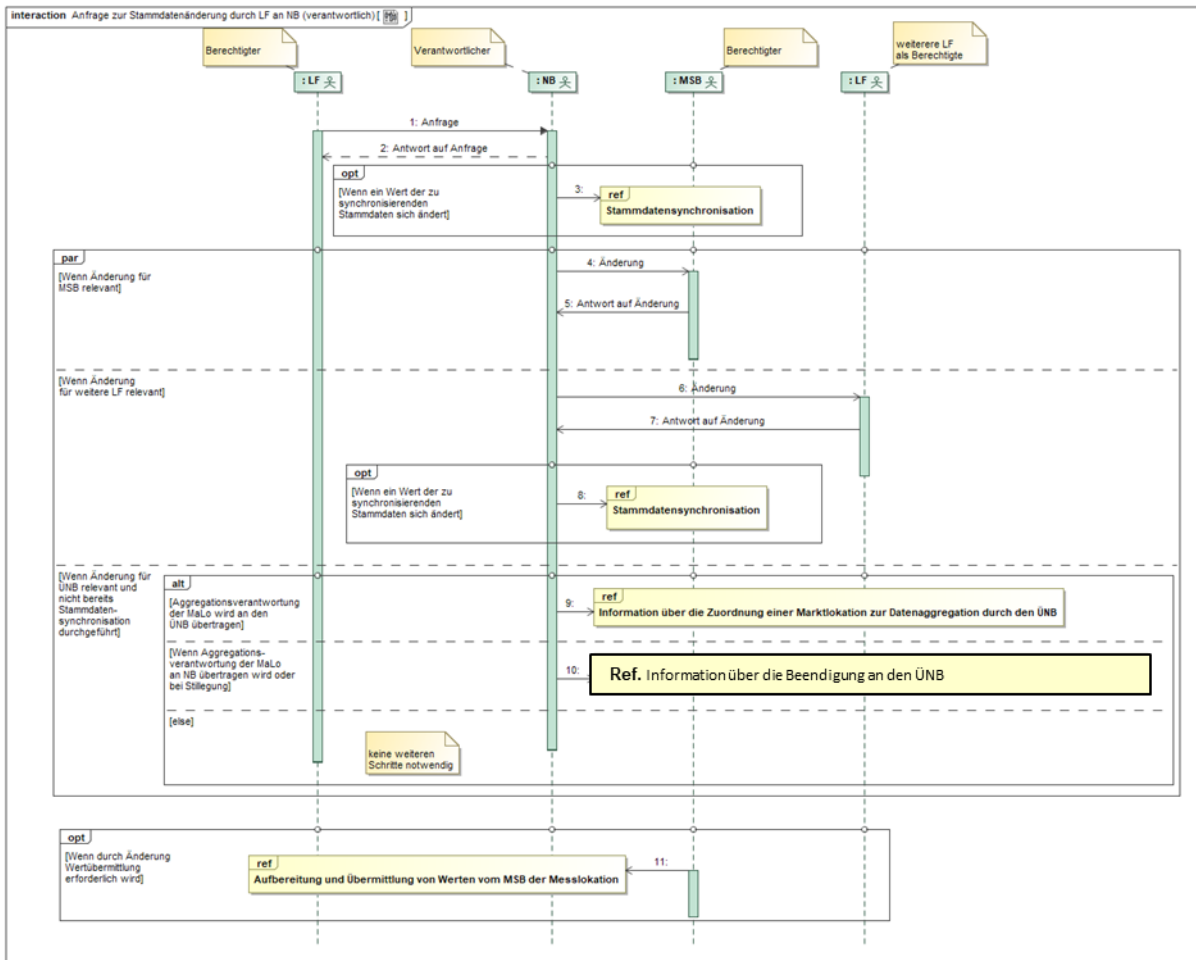 interaction Anfrage zur Stammdatenänderung durch LF an NB (verantwortlich) [ ]
Berechtigter
Verantwortlicher
Berechtigter
weiterere LF
als Berechtigte
: LF
: NB
: MSB
: LF
1: Anfrage
2: Antwort auf Anfrage
opt
[Wenn ein Wert der zu
synchronisierenden
Stammdaten sich ändert]
3:
ref
Stammdatensynchronisation
par
[Wenn Änderung für
MSB relevant]
4: Änderung
5: Antwort auf Änderung
[Wenn Änderung
für weitere LF relevant]
6: Änderung
7: Antwort auf Änderung
opt
[Wenn ein Wert der zu
synchronisierenden
Stammdaten sich ändert]
8:
ref
Stammdatensynchronisation
[Wenn Änderung für
ÜNB relevant und
nicht bereits
Stammdaten-
synchronisation
durchgeführt]
alt
[Aggregationsverantwortung
der MaLo wird an den
ÜNB übertragen]
9:
ref
Information über die Zuordnung einer Marktlokation zur Datenaggregation durch den ÜNB
[Wenn Aggregations-
verantwortung der MaLo
an NB übertragen wird oder
bei Stillegung]
10:
Ref. Information über die Beendigung an den ÜNB
[else]
keine weiteren
Schritte notwendig
opt
[Wenn durch Änderung
Wertübermittlung
erforderlich wird]
11:
ref
Aufbereitung und Übermittlung von Werten vom MSB der Messlokation